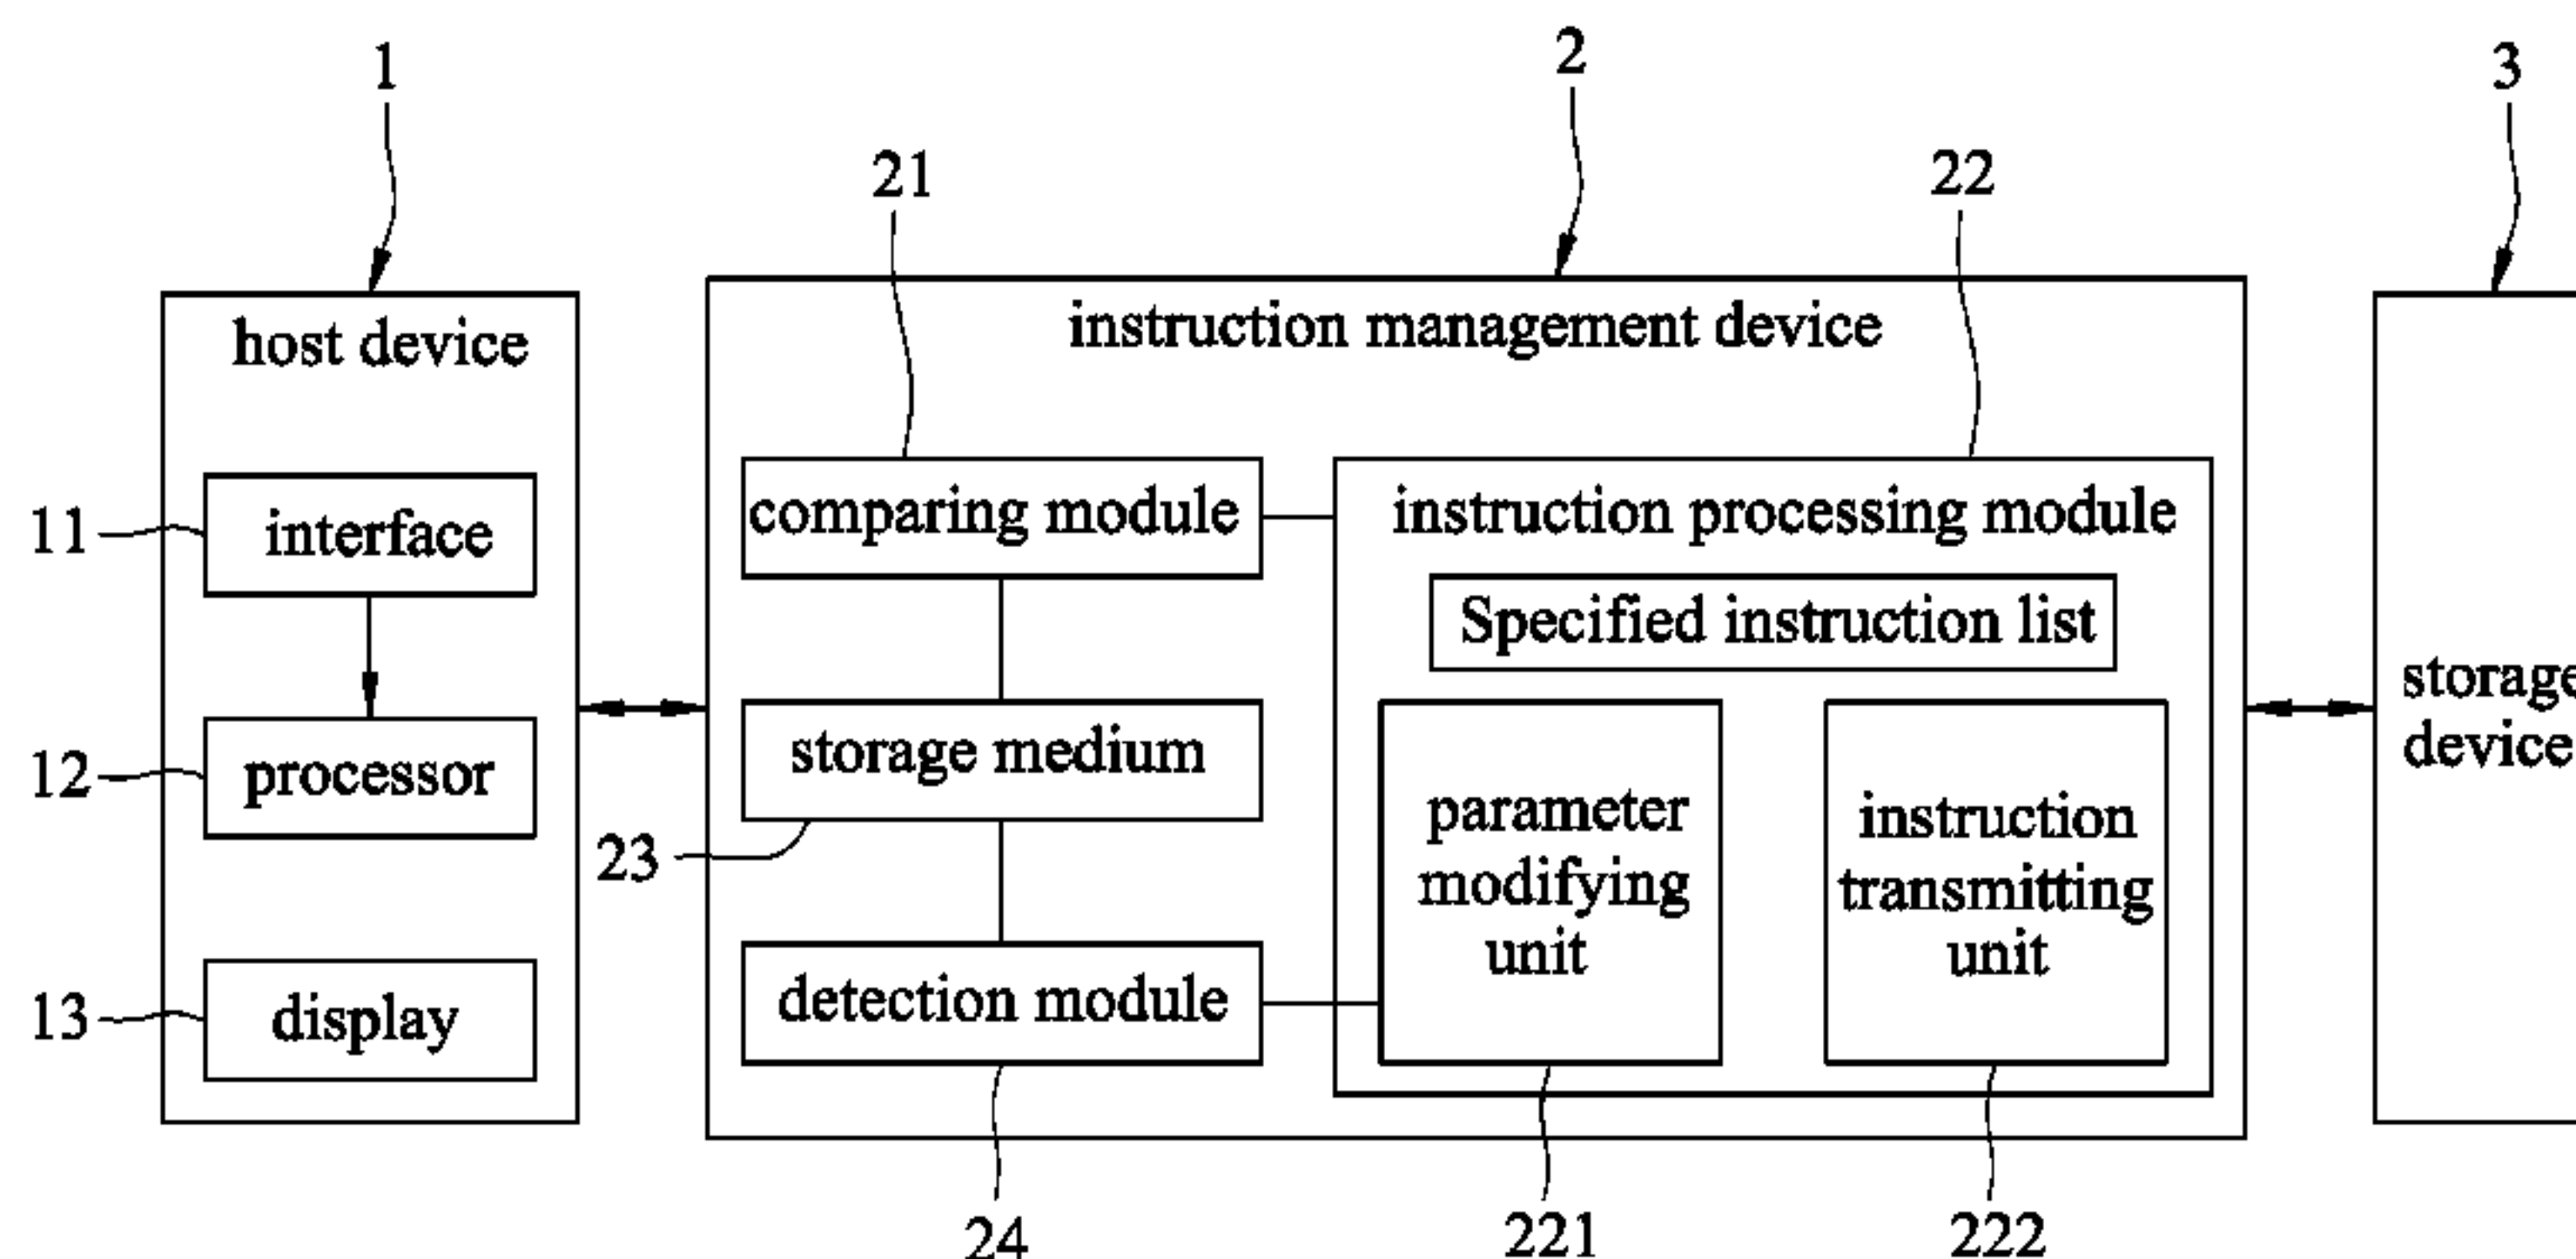 1
2
3
21
22
host device
instruction management device
11
interface
comparing module
instruction processing module
Specified instruction list
12
processor
storage medium
storage
device
23
parameter
modifying
unit
instruction
transmitting
unit
13
display
detection module
24
221
222